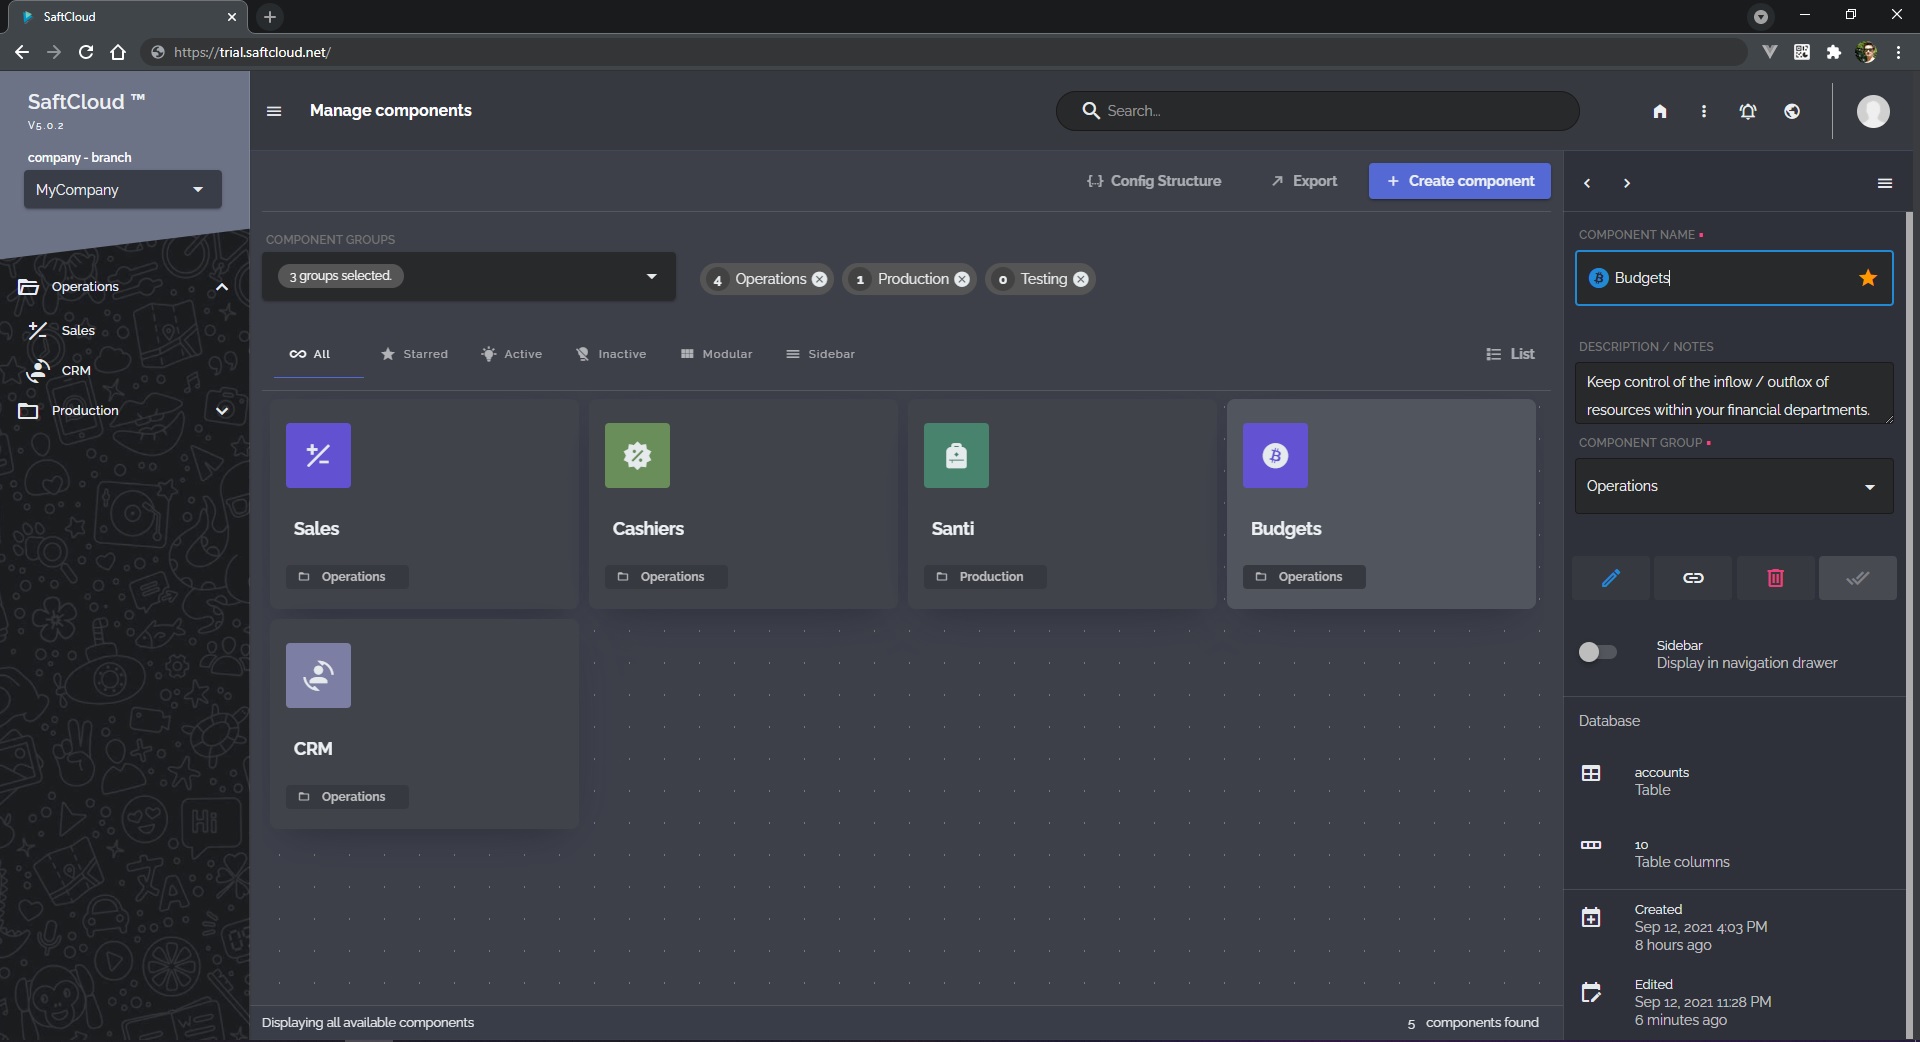 SaftCloud
https://trial.saftcloud.net/
SaftCloud ™
V5.0.2
company - branch
MyCompany
Operations
Sales
CRM
Production
Manage components
Search...
{..} Config Structure
Export
+ Create component
COMPONENT GROUPS
3 groups selected.
4 Operations
1 Production
0 Testing
All
Starred
Active
Inactive
Modular
Sidebar
List
Sales
Operations
Cashiers
Operations
Santi
Production
Budgets
Operations
CRM
Operations
Displaying all available components
5 components found
COMPONENT NAME
Budgets
DESCRIPTION / NOTES
Keep control of the inflow / outflox of
resources within your financial departments.
COMPONENT GROUP
Operations
Sidebar
Display in navigation drawer
Database
accounts
Table
10
Table columns
Created
Sep 12, 2021 4:03 PM
8 hours ago
Edited
Sep 12, 2021 11:28 PM
6 minutes ago
Hi